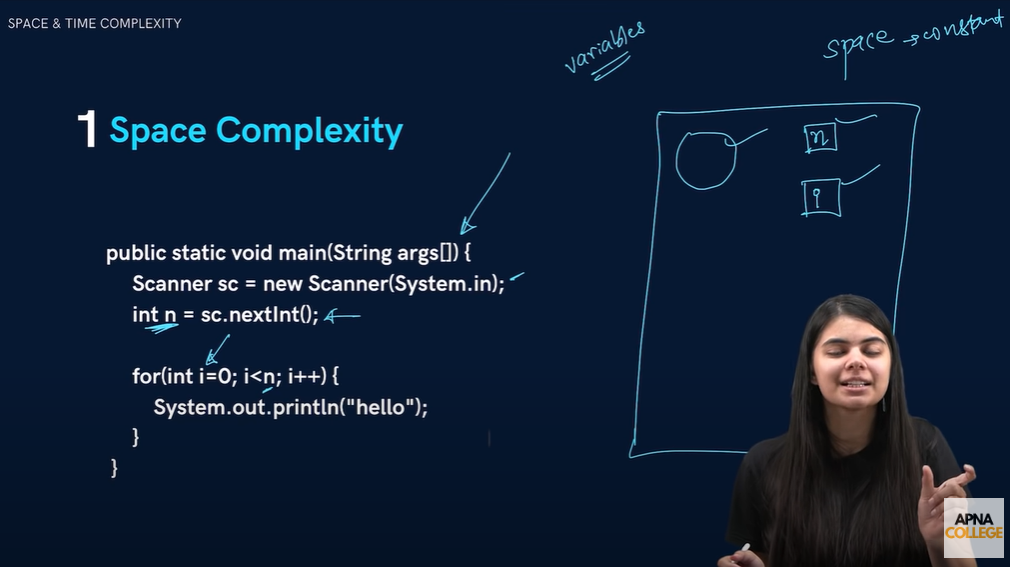 SPACE & TIME COMPLEXITY
variables
space → constant
1 Space Complexity
n
i
public static void main(String args[]) {
Scanner sc = new Scanner(System.in);
int n = sc.nextInt();
for(int i=0; i<n; i++) {
System.out.println("hello");
}
}
APNA
COLLEGE